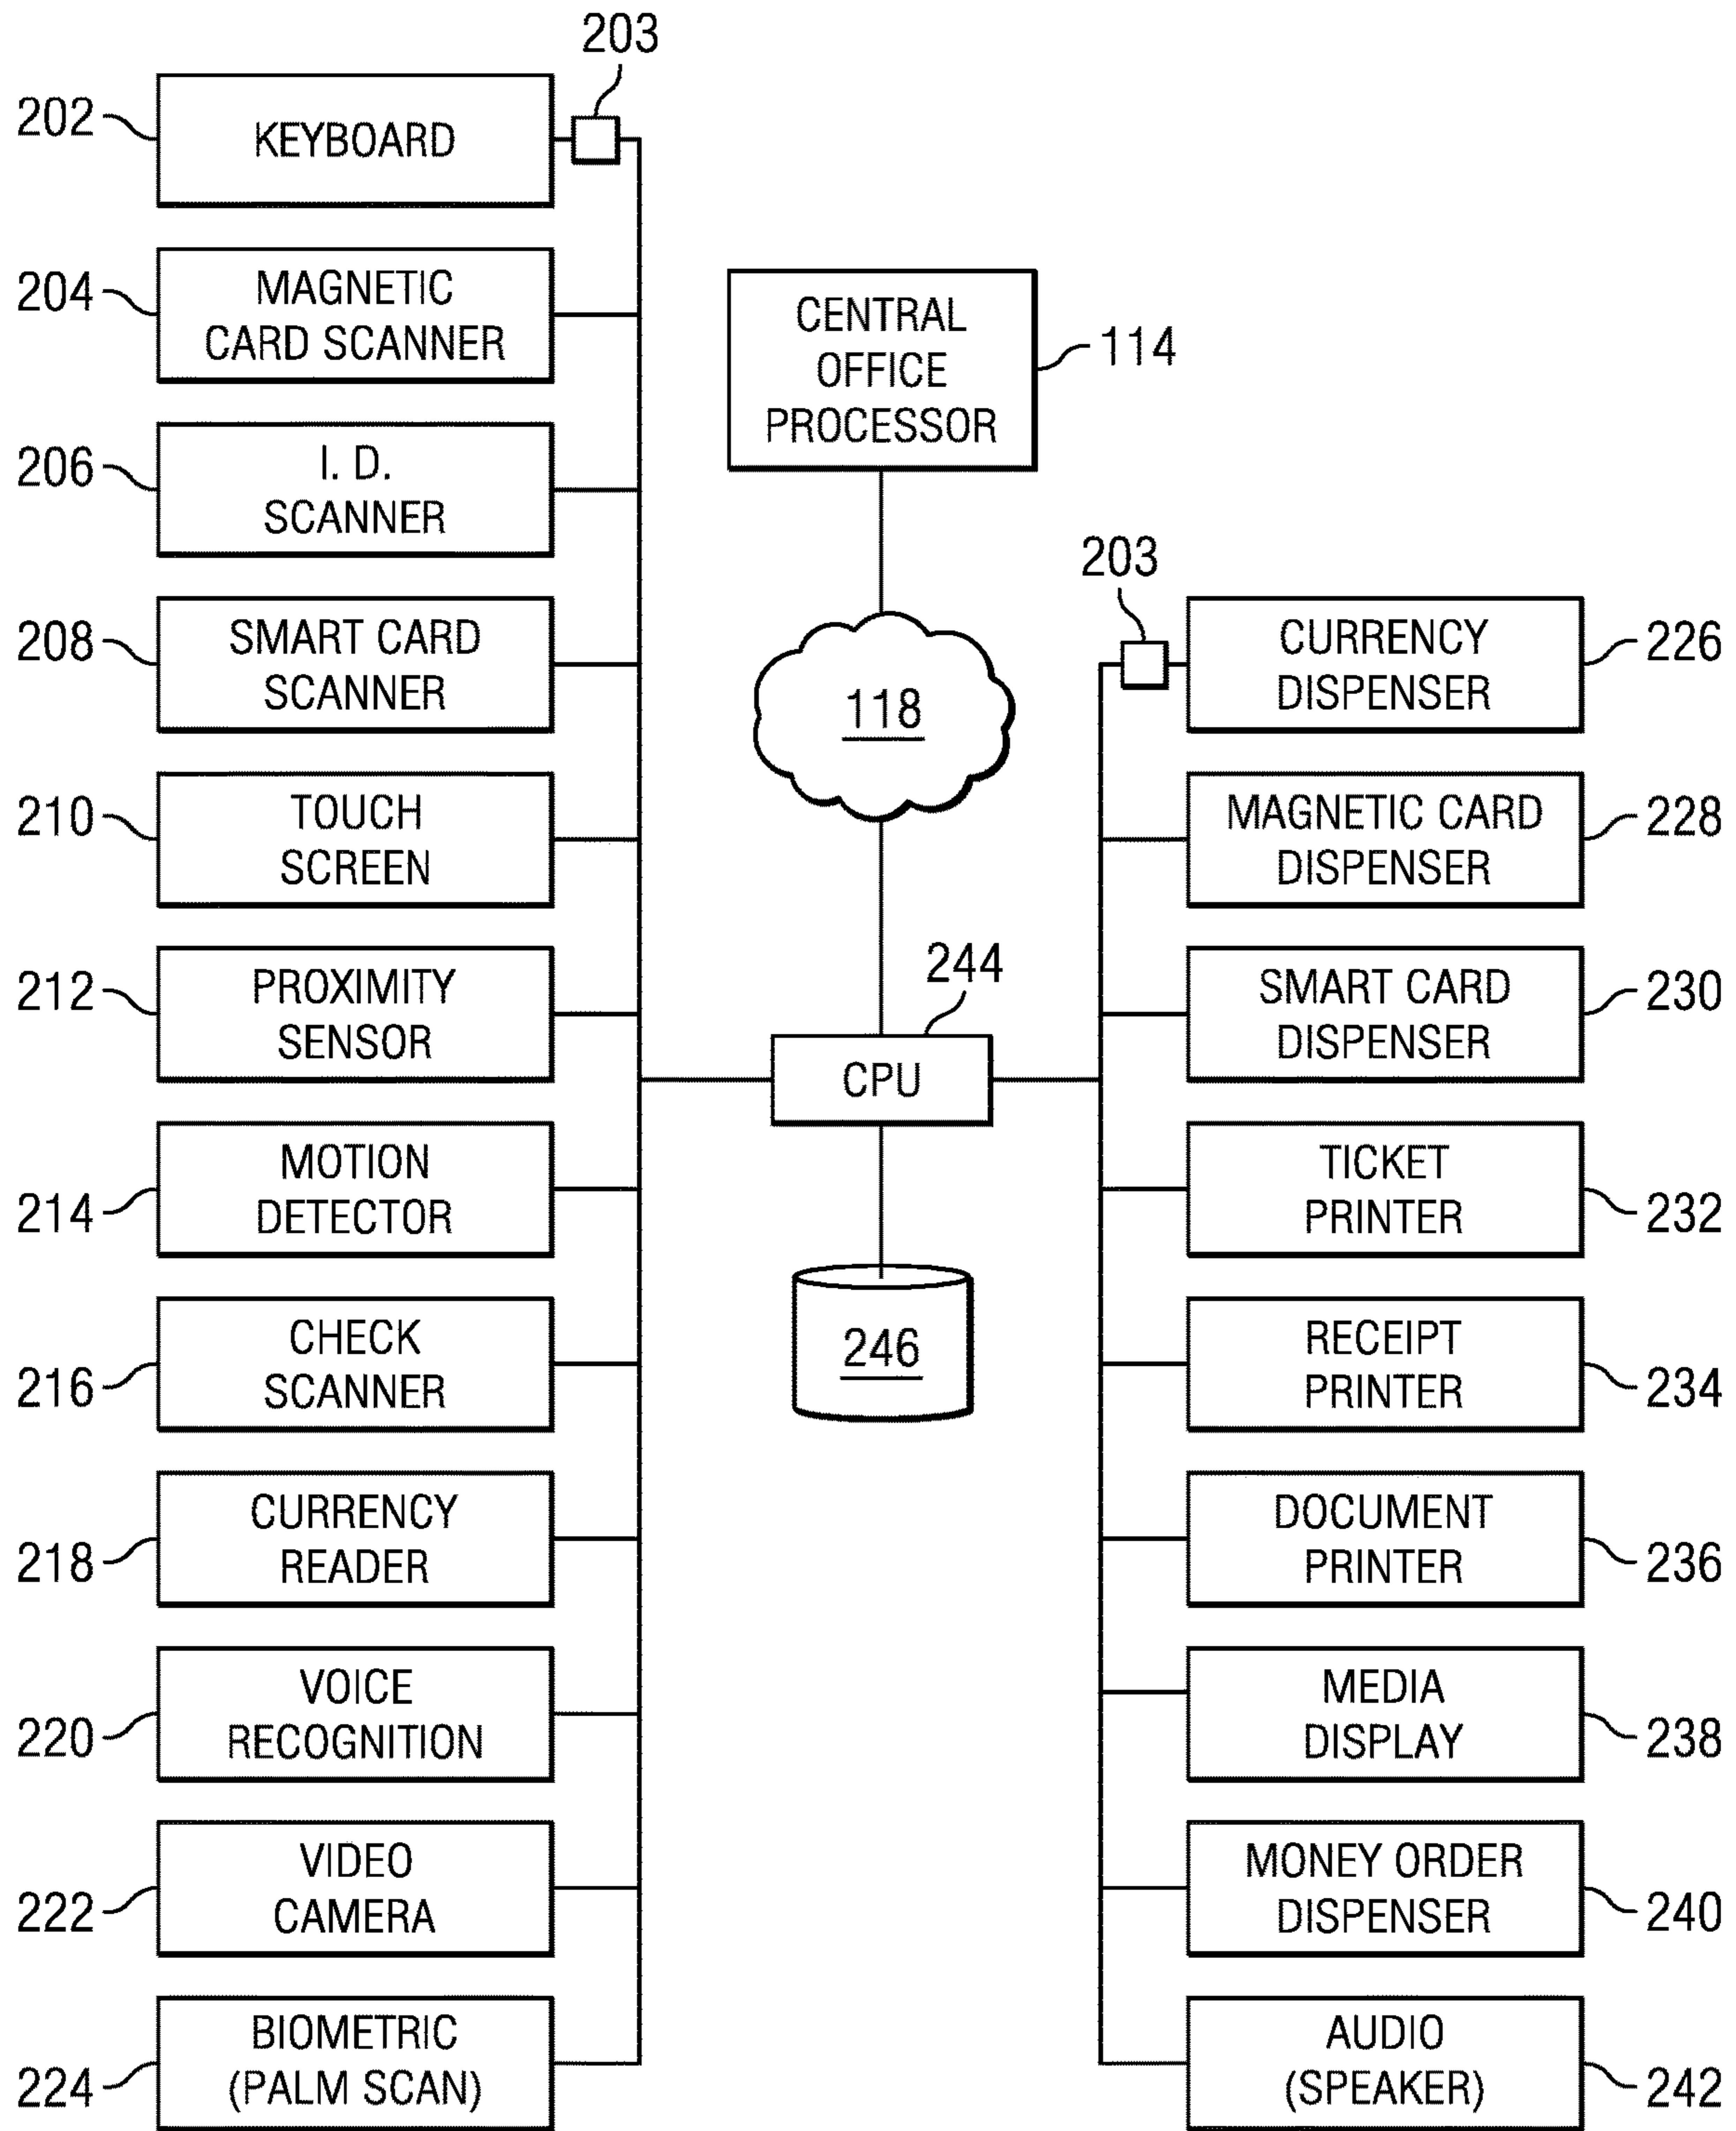 203
202
KEYBOARD
204
MAGNETIC
CARD SCANNER
206
I. D.
SCANNER
208
SMART CARD
SCANNER
210
TOUCH
SCREEN
212
PROXIMITY
SENSOR
214
MOTION
DETECTOR
216
CHECK
SCANNER
218
CURRENCY
READER
220
VOICE
RECOGNITION
222
VIDEO
CAMERA
224
BIOMETRIC
(PALM SCAN)
CENTRAL
OFFICE
PROCESSOR
114
118
244
CPU
246
203
CURRENCY
DISPENSER
226
MAGNETIC CARD
DISPENSER
228
SMART CARD
DISPENSER
230
TICKET
PRINTER
232
RECEIPT
PRINTER
234
DOCUMENT
PRINTER
236
MEDIA
DISPLAY
238
MONEY ORDER
DISPENSER
240
AUDIO
(SPEAKER)
242